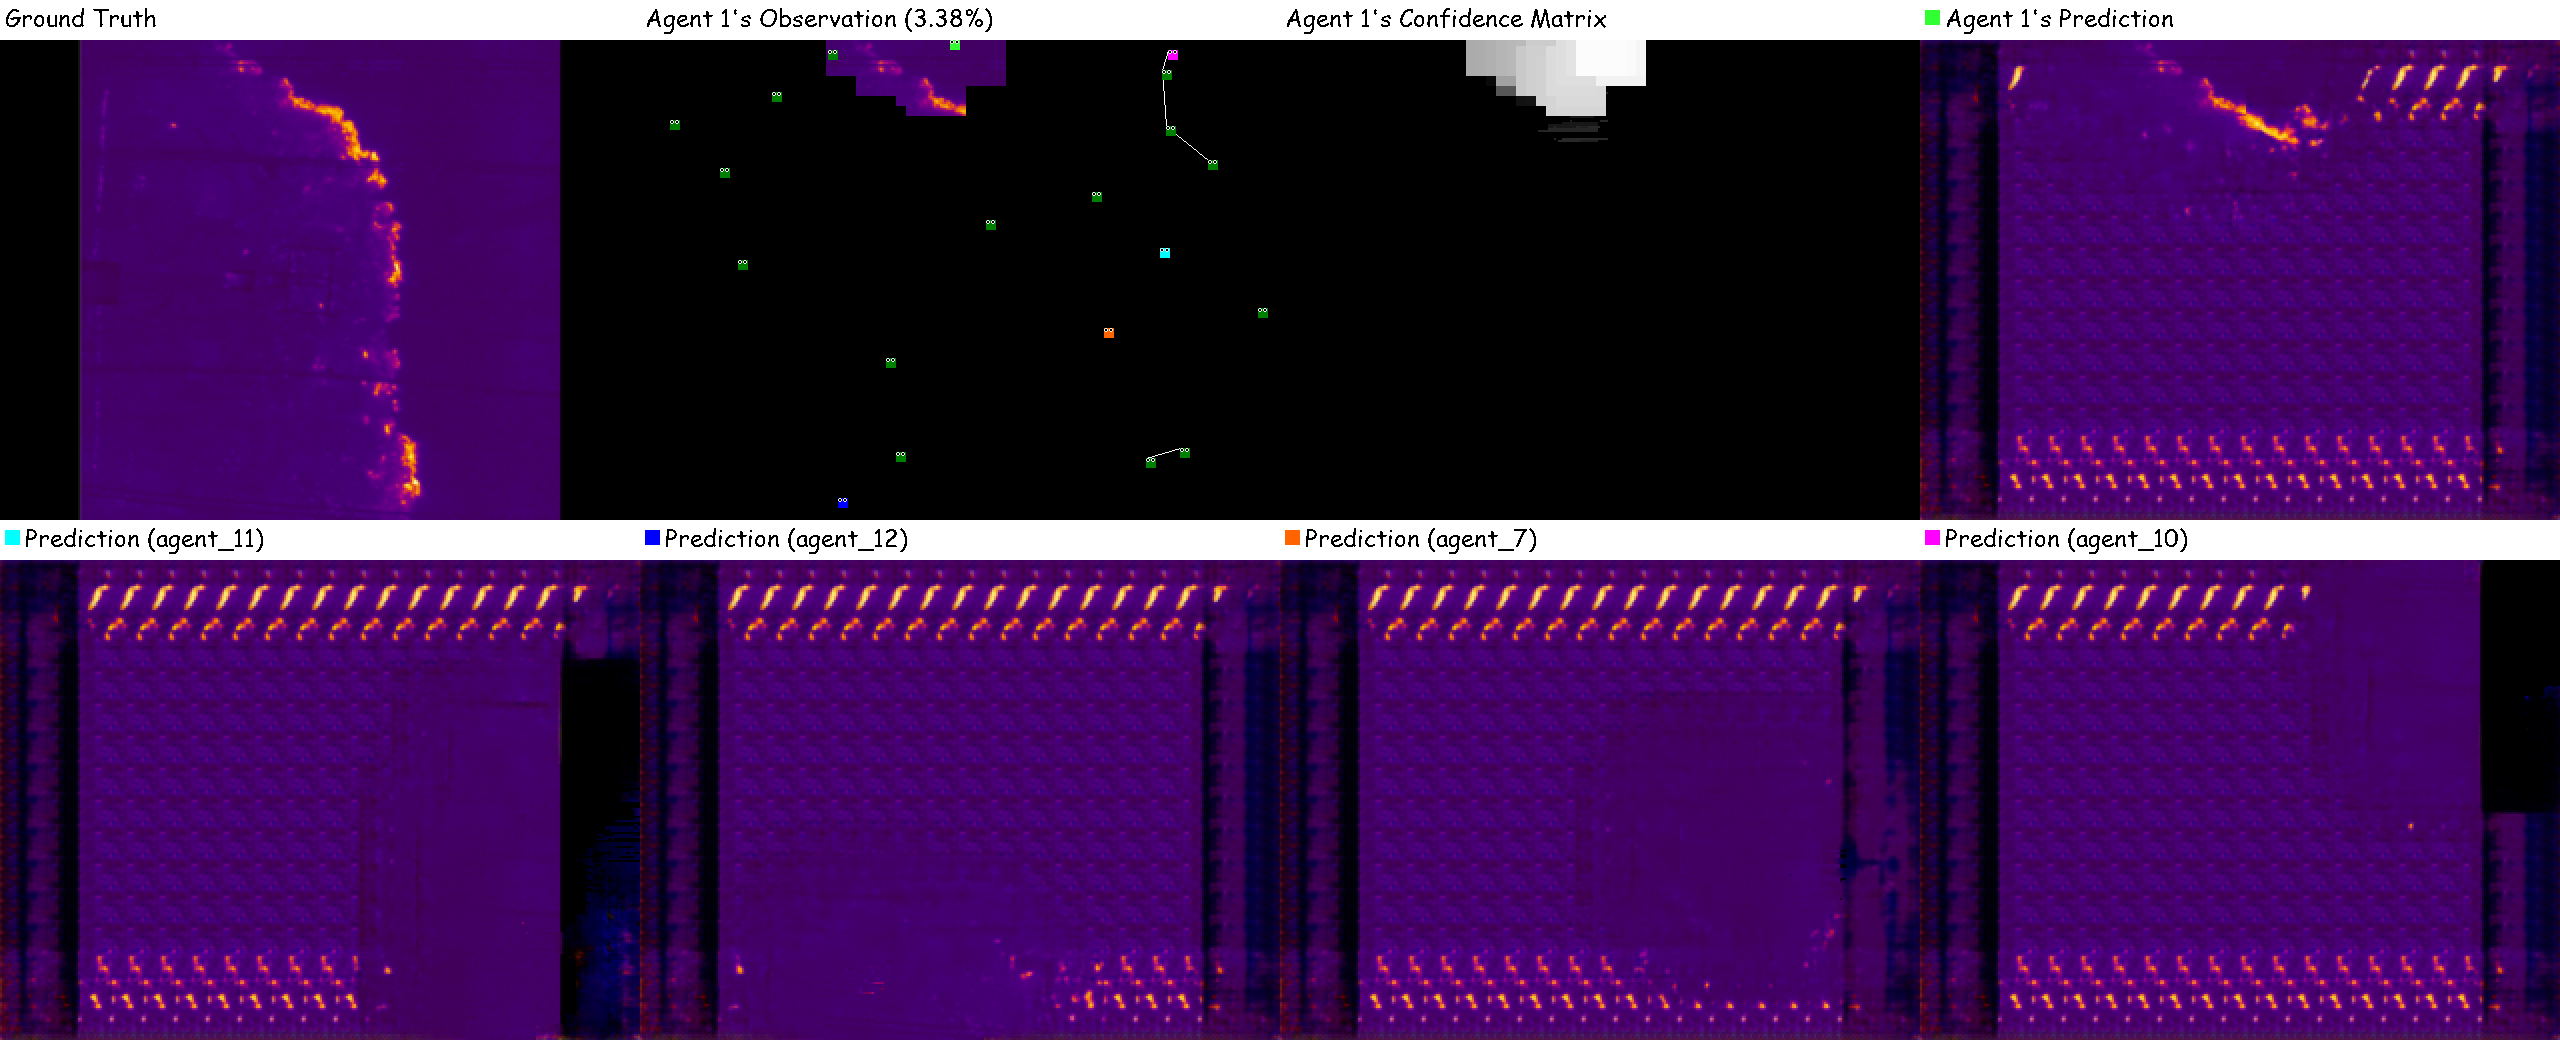 Ground Truth
Agent 1's Observation (3.38%)
Agent 1's Confidence Matrix
Agent 1's Prediction
Prediction (agent_11)
Prediction (agent_12)
Prediction (agent_7)
Prediction (agent_10)